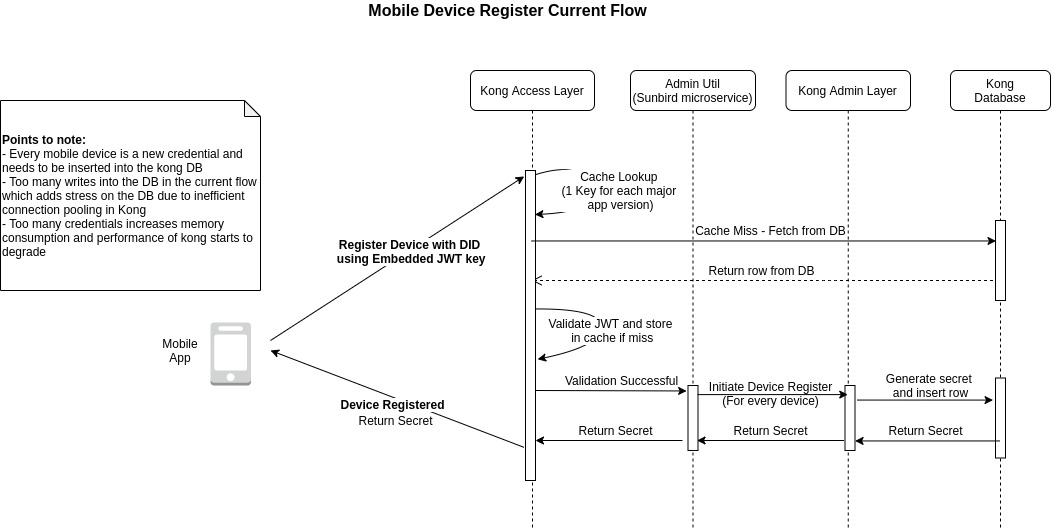 Mobile Device Register Current Flow
Kong Access Layer
Admin Util
(Sunbird microservice)
Kong Admin Layer
Kong
Database
Points to note:
- Every mobile device is a new credential and
needs to be inserted into the kong DB
- Too many writes into the DB in the current flow
which adds stress on the DB due to inefficient
connection pooling in Kong
- Too many credentials increases memory
consumption and performance of kong starts to
degrade
Cache Lookup
(1 Key for each major
app version)
Register Device with DID
using Embedded JWT key
Cache Miss - Fetch from DB
Return row from DB
Mobile
App
Validate JWT and store
in cache if miss
Validation Successful
Initiate Device Register
(For every device)
Generate secret
and insert row
Device Registered
Return Secret
Return Secret
Return Secret
Return Secret